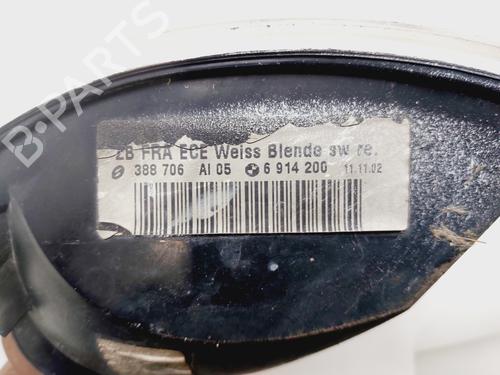 ZB FRA ECE Weiss Blende sw re.
388 706 AI 05 6 914 200 11.11.02
B-PARTS